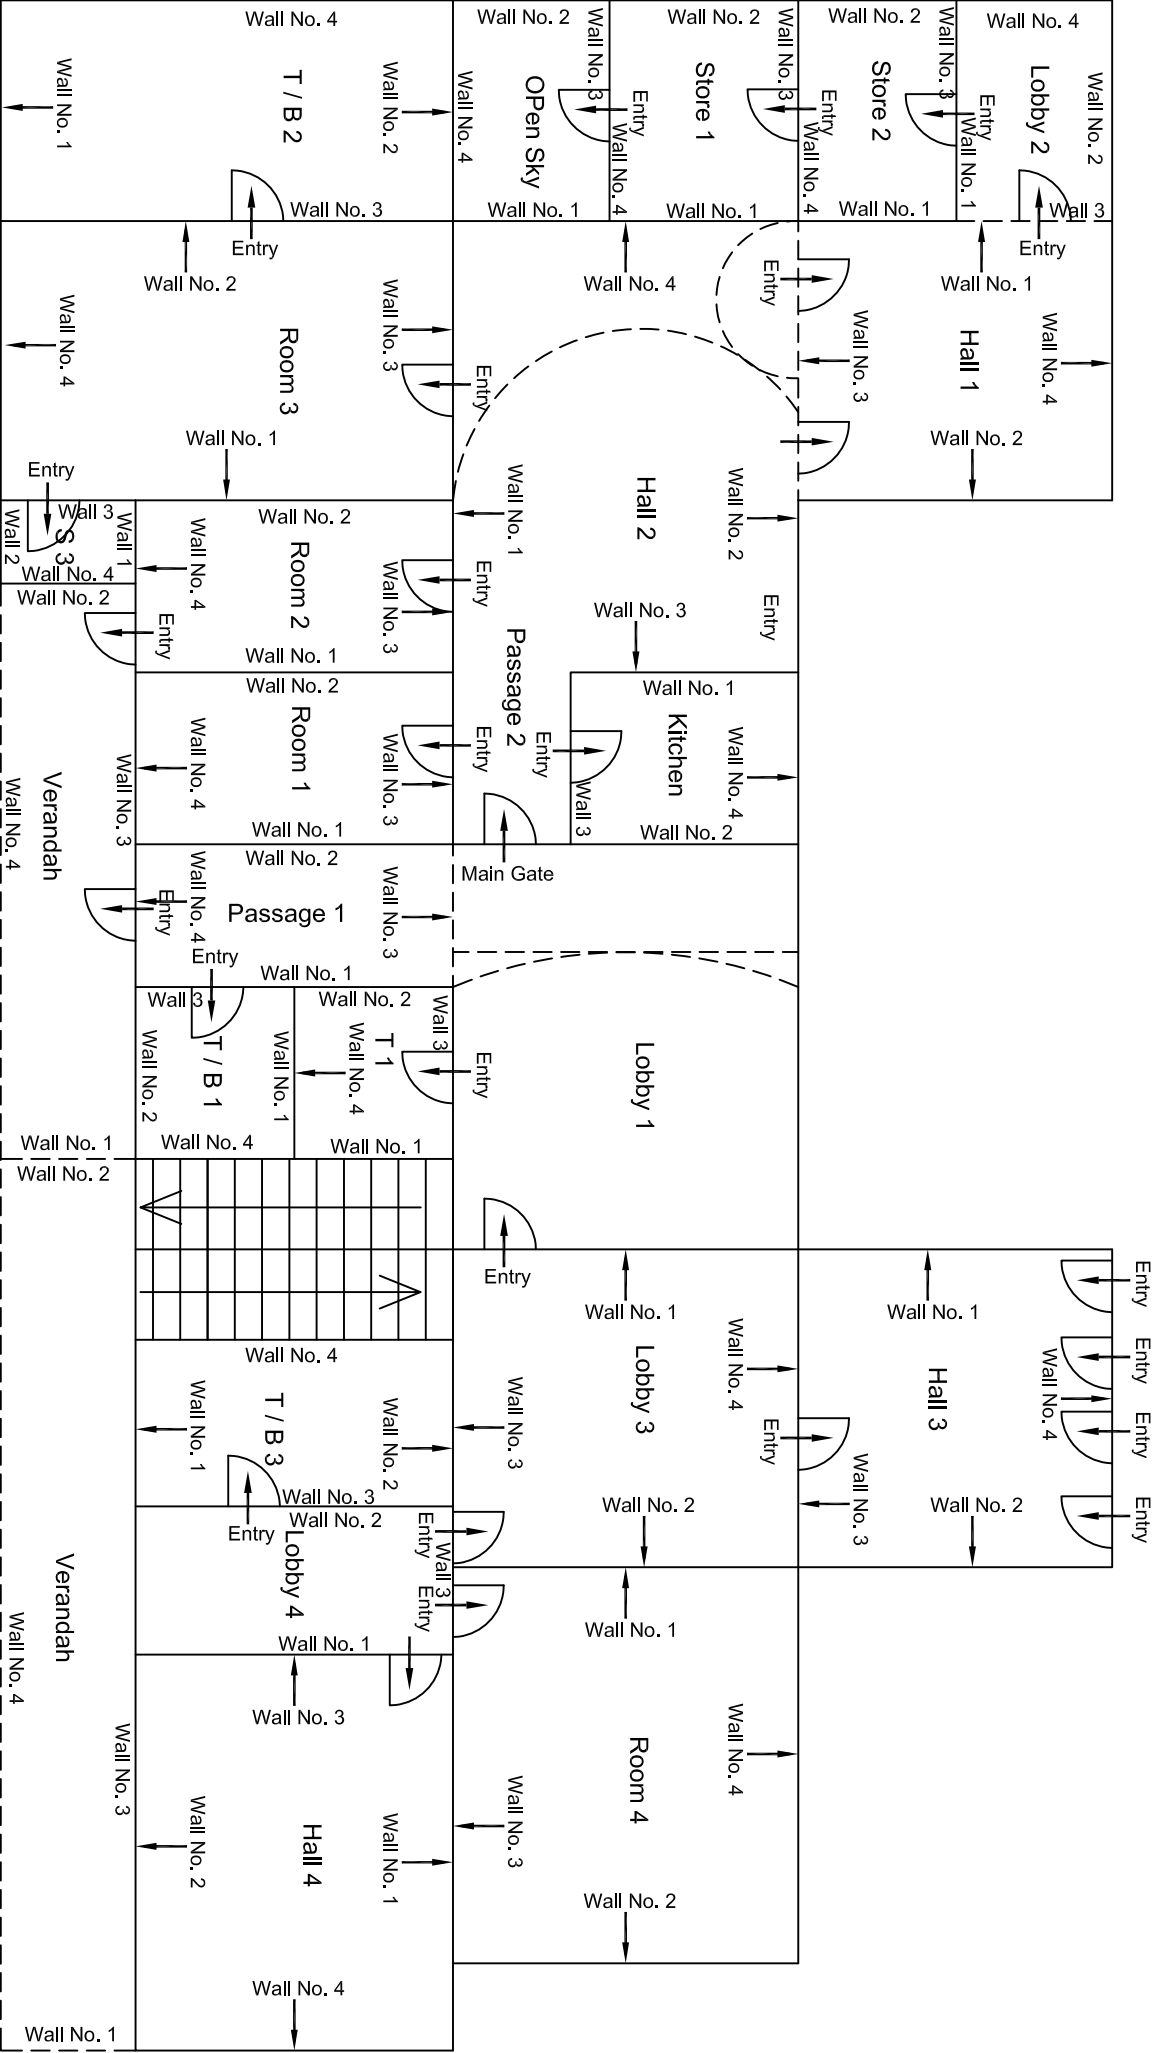 Wall No. 4
Wall No. 1
T / B 2
Wall No. 2
Wall No. 3
Entry
Wall No. 4
Wall No. 2
Wall No. 3
OPen Sky
Entry
Wall No. 1
Wall No. 4
Wall No. 2
Wall No. 3
Store 1
Entry
Wall No. 1
Wall No. 4
Wall No. 2
Wall No. 3
Store 2
Entry
Wall No. 1
Wall No. 1
Wall No. 4
Lobby 2
Wall No. 2
Wall 3
Entry
Wall No. 2
Wall No. 4
Room 3
Wall No. 3
Entry
Wall No. 1
Entry
Wall No. 4
Entry
Wall No. 1
Hall 2
Wall No. 2
Wall No. 3
Entry
Wall No. 1
Hall 1
Wall No. 4
Wall No. 3
Wall No. 2
Wall 3
Wall 2
S 3
Wall 1
Wall No. 4
Wall No. 2
Room 2
Wall No. 4
Wall No. 3
Entry
Wall No. 1
Wall No. 2
Entry
Verandah
Wall No. 3
Wall No. 4
Entry
Wall No. 1
Wall No. 2
Room 1
Wall No. 4
Wall No. 3
Entry
Wall No. 1
Passage 2
Entry
Wall No. 1
Kitchen
Wall No. 4
Wall 3
Wall No. 2
Main Gate
Wall No. 2
Wall No. 4
Passage 1
Wall No. 3
Entry
Wall No. 1
Wall 3
T / B 1
Wall No. 2
Wall No. 1
Wall No. 4
Wall No. 2
Wall 3
T 1
Wall No. 4
Entry
Wall No. 1
Lobby 1
Entry
Wall No. 2
Verandah
Wall No. 4
Wall No. 3
Wall No. 1
Wall No. 4
Wall No. 1
T / B 3
Wall No. 2
Wall No. 3
Entry
Wall No. 1
Lobby 3
Wall No. 4
Wall No. 3
Entry
Wall No. 2
Wall No. 1
Hall 3
Wall No. 4
Entry
Entry
Entry
Entry
Wall No. 3
Wall No. 2
Wall No. 2
Lobby 4
Entry
Wall 3
Entry
Wall No. 1
Wall No. 3
Wall No. 2
Hall 4
Wall No. 1
Wall No. 4
Wall No. 1
Room 4
Wall No. 4
Wall No. 3
Wall No. 2